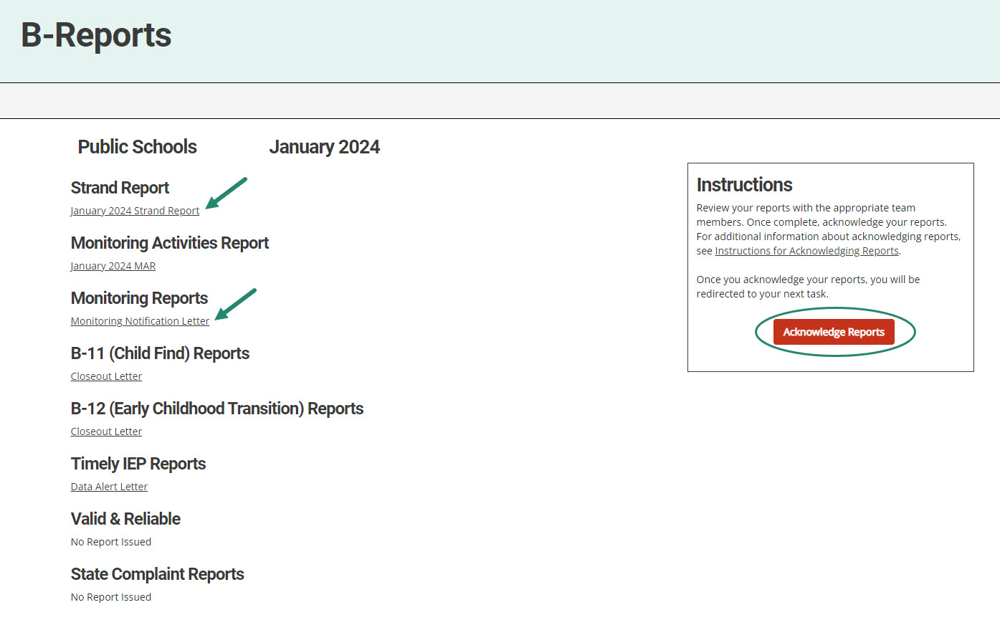 B-Reports
Public Schools
January 2024
Strand Report
January 2024 Strand Report
Monitoring Activities Report
January 2024 MAR
Monitoring Reports
Monitoring Notification Letter
B-11 (Child Find) Reports
Closeout Letter
B-12 (Early Childhood Transition) Reports
Closeout Letter
Timely IEP Reports
Data Alert Letter
Valid & Reliable
No Report Issued
State Complaint Reports
No Report Issued
Instructions
Review your reports with the appropriate team
members. Once complete, acknowledge your reports.
For additional information about acknowledging reports,
see Instructions for Acknowledging Reports.
Once you acknowledge your reports, you will be
redirected to your next task.
Acknowledge Reports